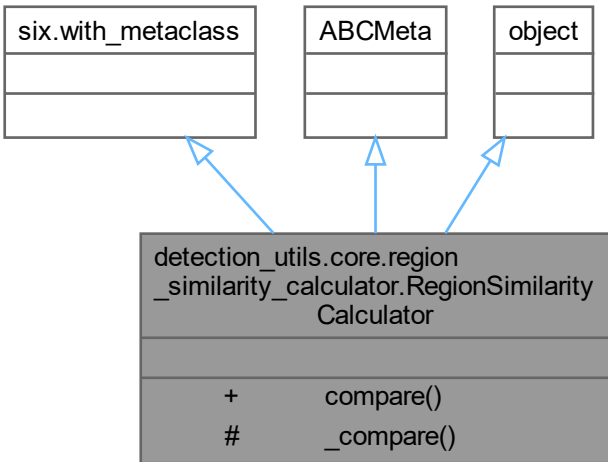 six.with_metaclass
ABCMeta
object
detection_utils.core.region
_similarity_calculator.RegionSimilarity
Calculator
+ compare()
# _compare()